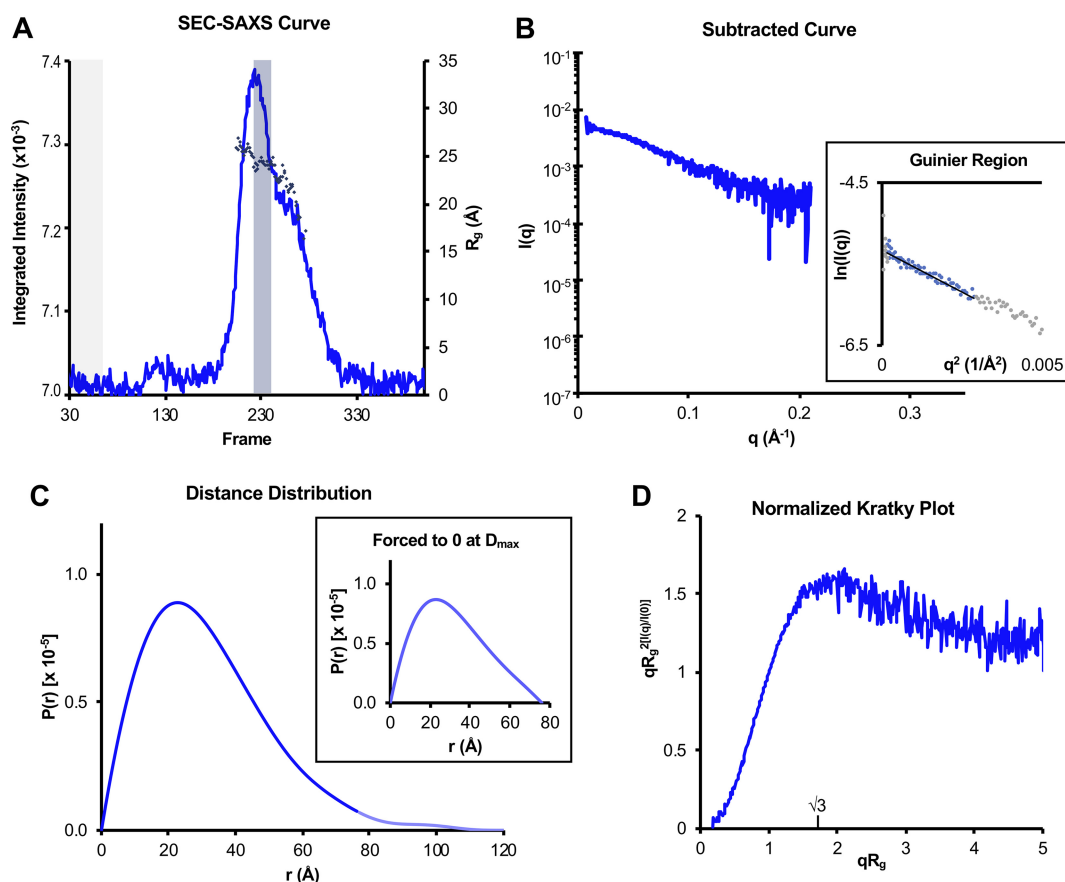 A
SEC-SAXS Curve
Integrated Intensity (x10⁻³)
7.4
7.3
7.2
7.1
7.0
35
30
25
20
15
10
5
0
R_g (Å)
30 130 230 330
Frame
B
Subtracted Curve
I(q)
10⁻¹
10⁻²
10⁻³
10⁻⁴
10⁻⁵
10⁻⁶
10⁻⁷
0 0.1 0.2 0.3
q (Å⁻¹)
Guinier Region
ln(I(q))
-4.5
-6.5
0 q² (1/Å²) 0.005
C
Distance Distribution
P(r) [x 10⁻⁵]
1.0
0.5
0.0
0 20 40 60 80 100 120
r (Å)
Forced to 0 at D_max
P(r) [x 10⁻⁵]
1.0
0.5
0.0
0 20 40 60 80
r (Å)
D
Normalized Kratky Plot
qR_g²[I(q)/I(0)]
2
1.5
1
0.5
0
√3
0 1 2 3 4 5
qR_g